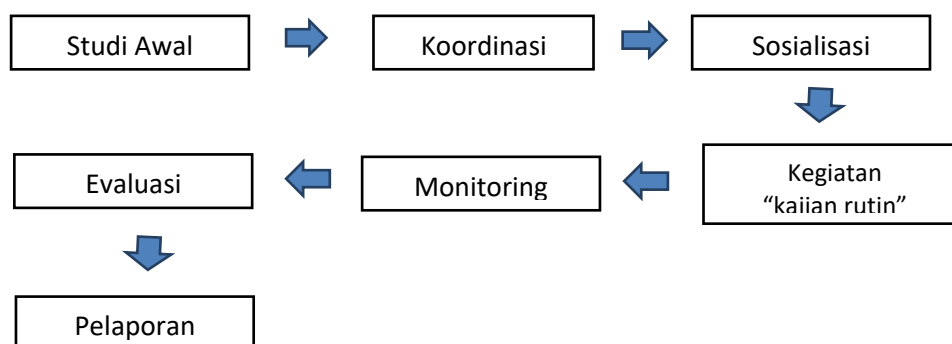 Studi Awal
Koordinasi
Sosialisasi
Kegiatan
“kajian rutin”
Monitoring
Evaluasi
Pelaporan